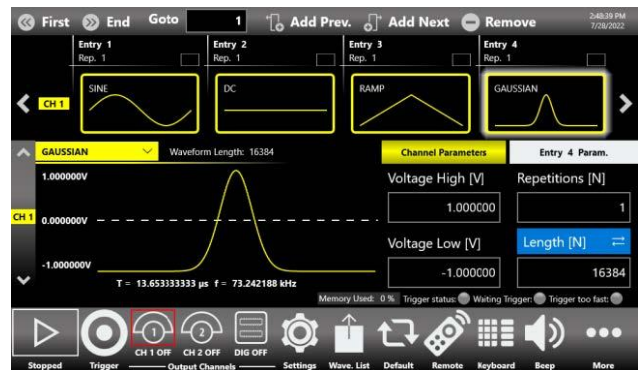 First End Goto 1 Add Prev. Add Next Remove 2:48:39 PM
7/28/2022
Entry 1 Entry 2 Entry 3 Entry 4
Rep. 1 Rep. 1 Rep. 1 Rep. 1
SINE DC RAMP GAUSSIAN
CH 1
GAUSSIAN Waveform Length: 16384 Channel Parameters Entry 4 Param.
1.000000V Voltage High [V] Repetitions [N]
1.000000 1
CH 1 0.000000V
Voltage Low [V] Length [N]
-1.000000V -1.000000 16384
T = 13.653333333 µs f = 73.242188 kHz
Memory Used: 0 % Trigger status: Waiting Trigger: Trigger too fast:
1 2
CH 1 OFF CH 2 OFF DIG OFF
Stopped Trigger Output Channels Settings Wave. List Default Remote Keyboard Beep More